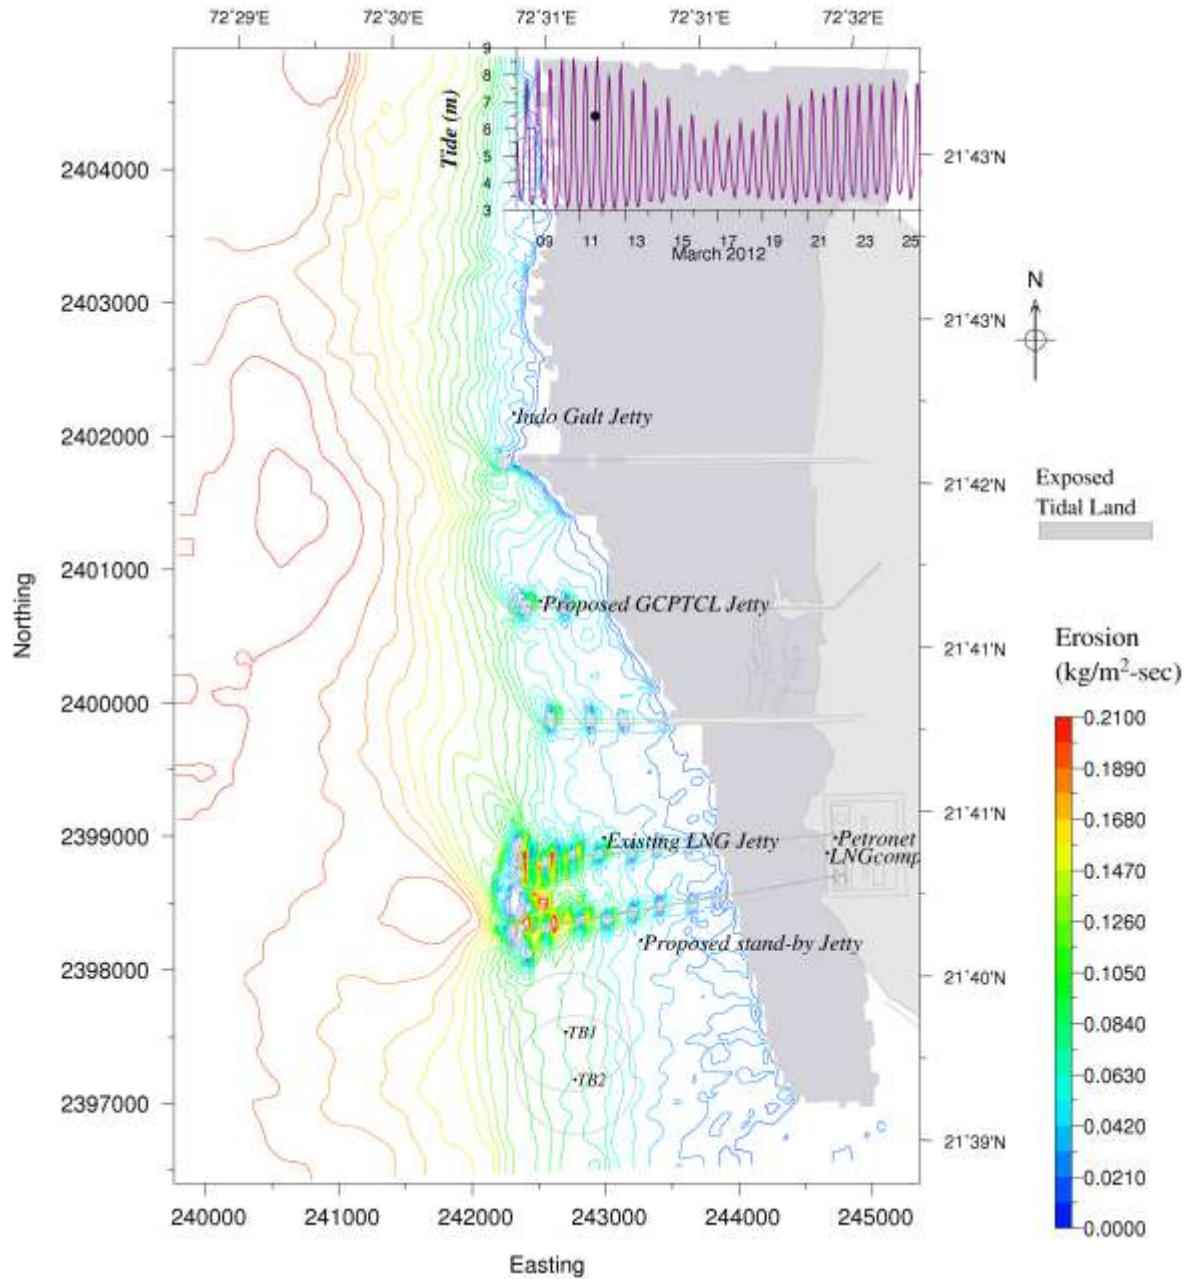 72°29'E 72°30'E 72°31'E 72°31'E 72°32'E
9
8
7
6
5
4
3
Tide (m)
09 11 13 15 17 19 21 23 25
March 2012
2404000
2403000
2402000
2401000
2400000
2399000
2398000
2397000
Northing
21°43'N
21°43'N
21°42'N
21°41'N
21°41'N
21°40'N
21°39'N
N
Indo Gult Jetty
Proposed GCPTCL Jetty
Existing LNG Jetty
Petronet
LNGcomp
Proposed stand-by Jetty
TB1
TB2
Exposed
Tidal Land
Erosion
(kg/m²-sec)
0.2100
0.1890
0.1680
0.1470
0.1260
0.1050
0.0840
0.0630
0.0420
0.0210
0.0000
240000 241000 242000 243000 244000 245000
Easting